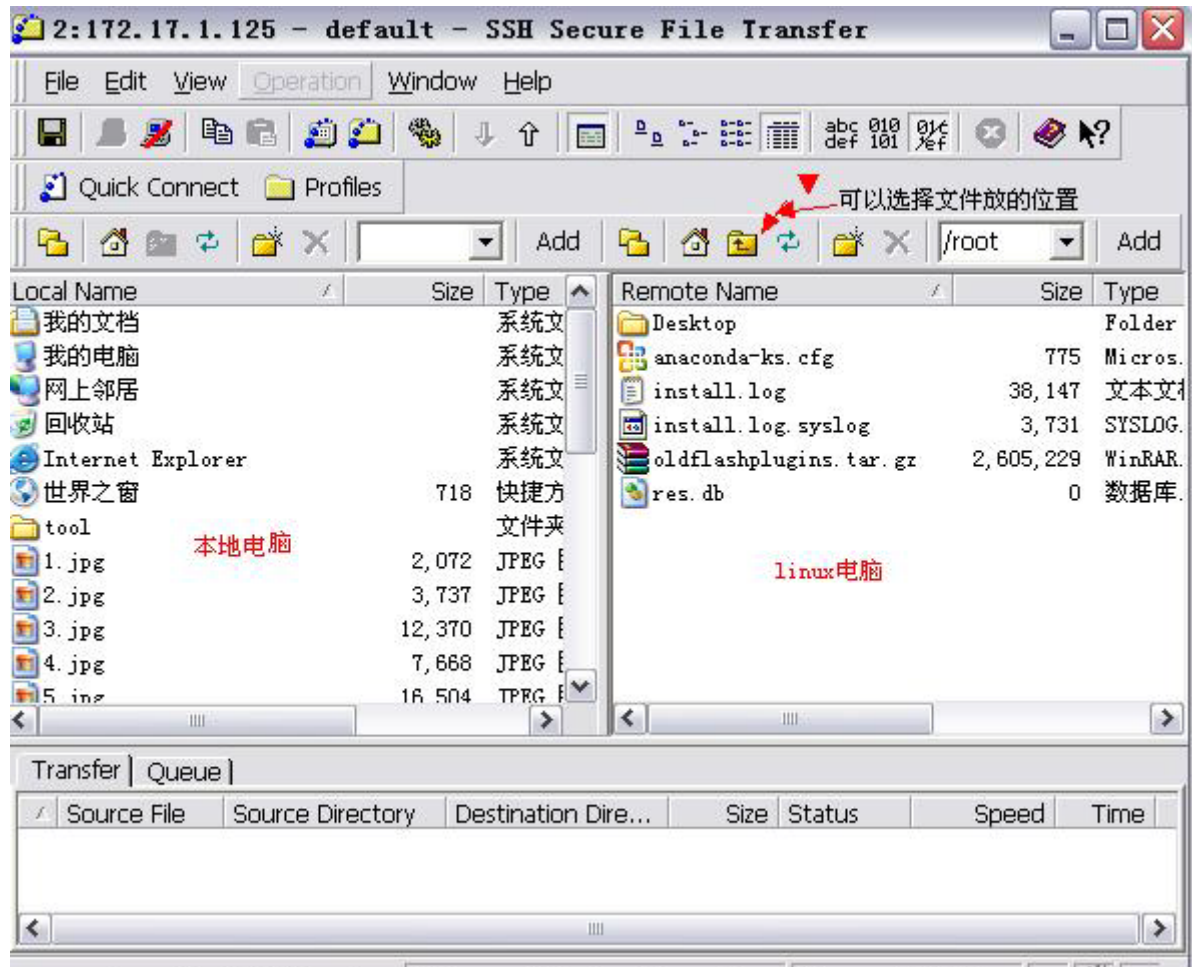 2:172.17.1.125 - default - SSH Secure File Transfer
File Edit View Operation Window Help
abc def 010 101
Quick Connect Profiles
可以选择文件放的位置
Add /root Add
Local Name Size Type Remote Name Size Type
我的文档 系统文 Desktop Folder
我的电脑 系统文 anaconda-ks.cfg 775 Micros.
网上邻居 系统文 install.log 38,147 文本文
回收站 系统文 install.log.syslog 3,731 SYSLOG.
Internet Explorer 系统文 oldflashplugins.tar.gz 2,605,229 WinRAR.
世界之窗 718 快捷方 res.db 0 数据库.
tool 文件夹
本地电脑
1.jpg 2,072 JPEG
linux电脑
2.jpg 3,737 JPEG
3.jpg 12,370 JPEG
4.jpg 7,668 JPEG
5.jpg 16,504 JPEG
Transfer Queue
Source File Source Directory Destination Dire... Size Status Speed Time